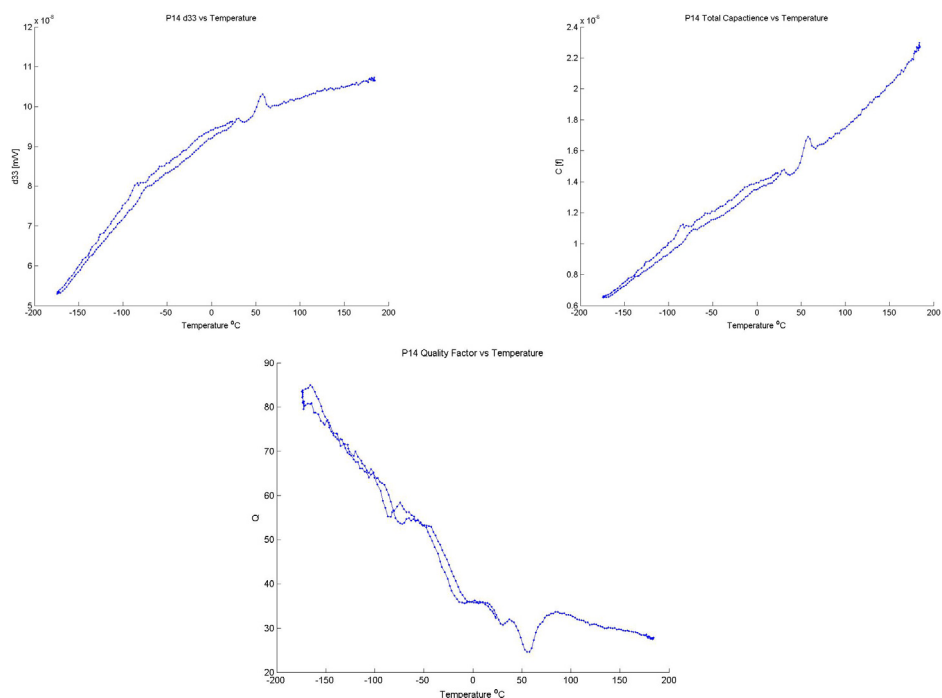 P14 d33 vs Temperature
x 10⁻⁸
11
10
9
8
7
6
5
d33 [m/V]
-200 -150 -100 -50 0 50 100 150 200
Temperature ⁰C
P14 Total Capactience vs Temperature
x 10⁻⁶
2.4
2.2
2
1.8
1.6
1.4
1.2
1
0.8
0.6
C [f]
-200 -150 -100 -50 0 50 100 150 200
Temperature ⁰C
P14 Quality Factor vs Temperature
90
80
70
60
50
40
30
20
Q
-200 -150 -100 -50 0 50 100 150 200
Temperature ⁰C